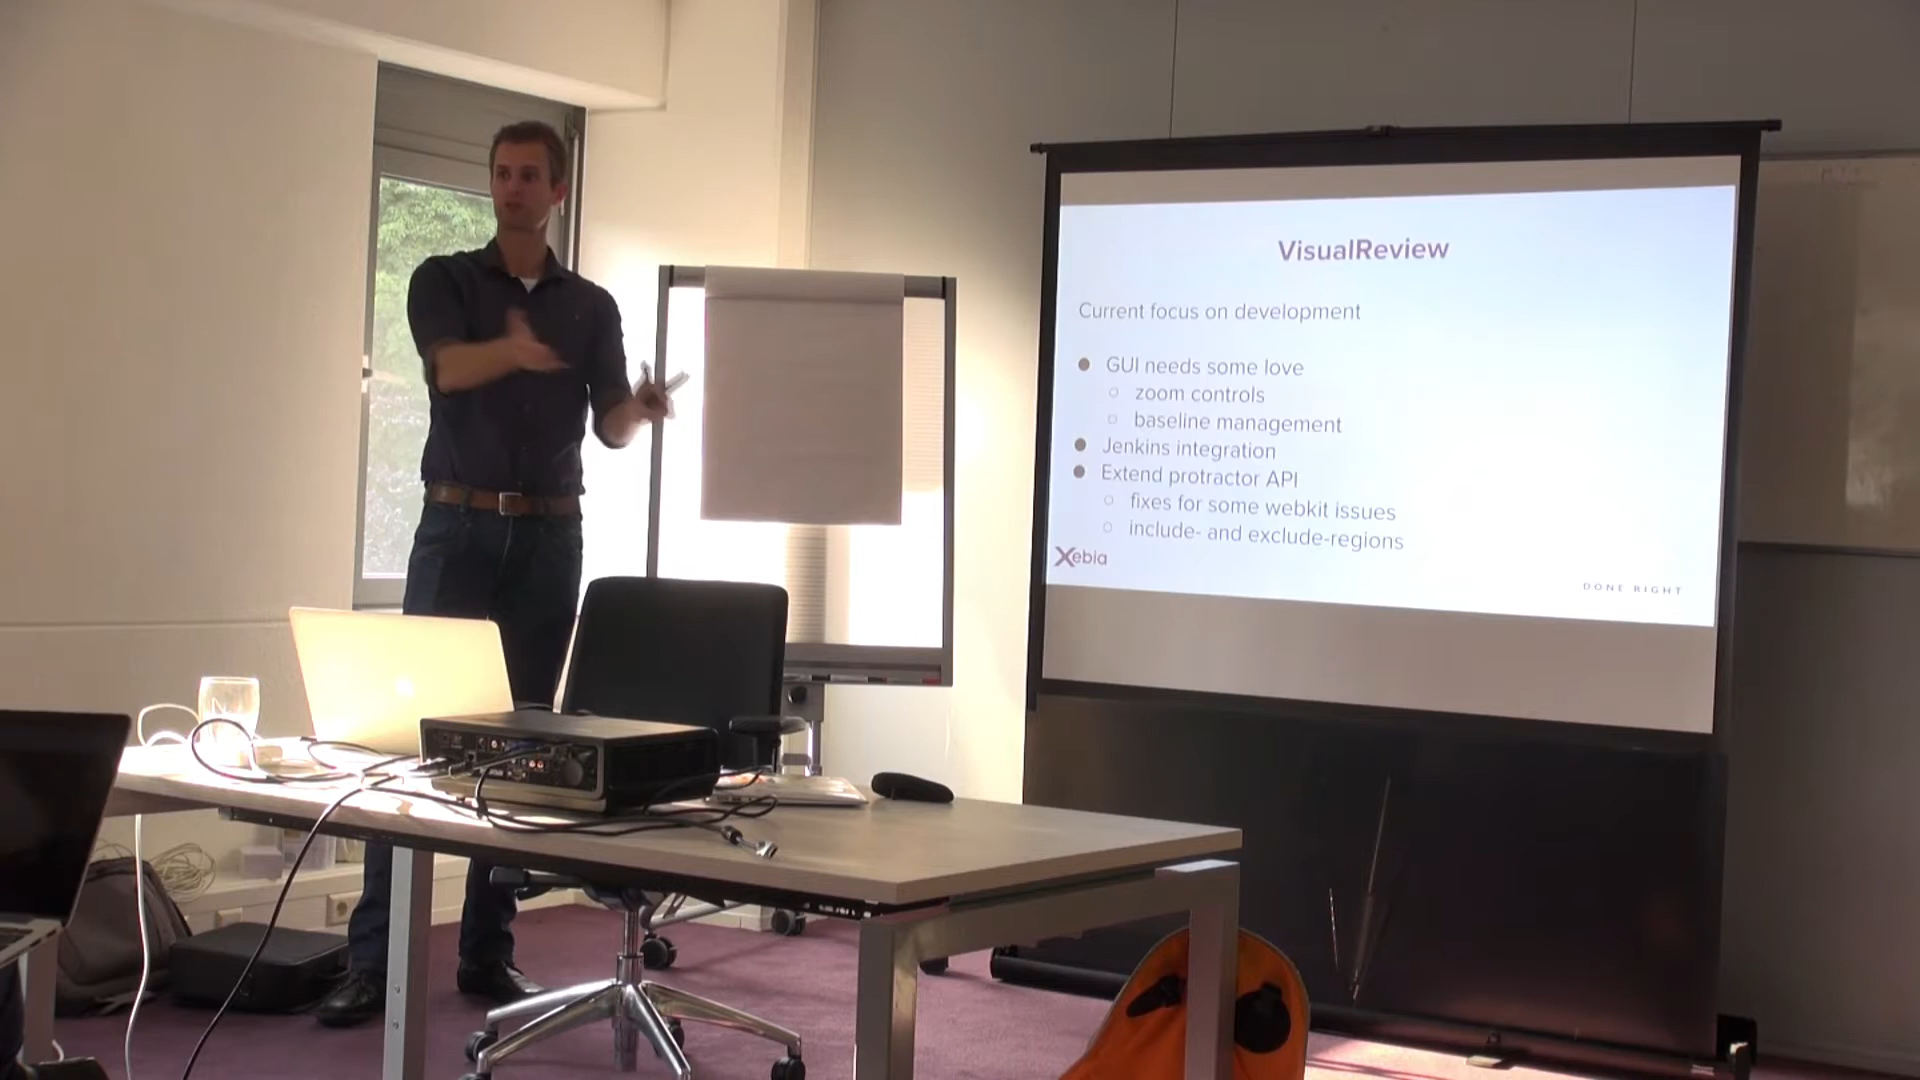 VisualReview
Current focus on development
GUI needs some love
zoom controls
baseline management
Jenkins integration
Extend protractor API
fixes for some webkit issues
include- and exclude-regions
Xebia
DONE RIGHT